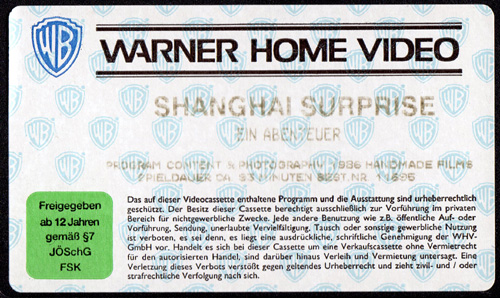 WB WARNER HOME VIDEO
SHANGHAI SURPRISE
EIN ABENTEUER
PROGRAM CONTENT & PHOTOGRAPHY 1986 HANDMADE FILMS
SPIELDAUER CA. 93 MINUTEN BEST.NR 11695
Freigegeben
ab 12 Jahren
gemäß §7
JÖSchG
FSK
Das auf dieser Videocassette enthaltene Programm und die Ausstattung sind urheberrechtlich
geschützt. Der Besitz dieser Cassette berechtigt ausschließlich zur Vorführung im privaten
Bereich für nichtgewerbliche Zwecke. Jede andere Benutzung wie z.B. öffentliche Auf- oder
Vorführung, Sendung, unerlaubte Vervielfältigung, Tausch oder sonstige gewerbliche Nutzung
ist verboten, es sei denn, es liegt eine ausdrückliche, schriftliche Genehmigung der WHV-
GmbH vor. Handelt es sich bei dieser Cassette um eine Verkaufscassette ohne Vermietrecht
für den autorisierten Handel, sind darüber hinaus Verleih und Vermietung untersagt. Eine
Verletzung dieses Verbots verstößt gegen geltendes Urheberrecht und zieht zivil- und / oder
strafrechtliche Verfolgung nach sich.